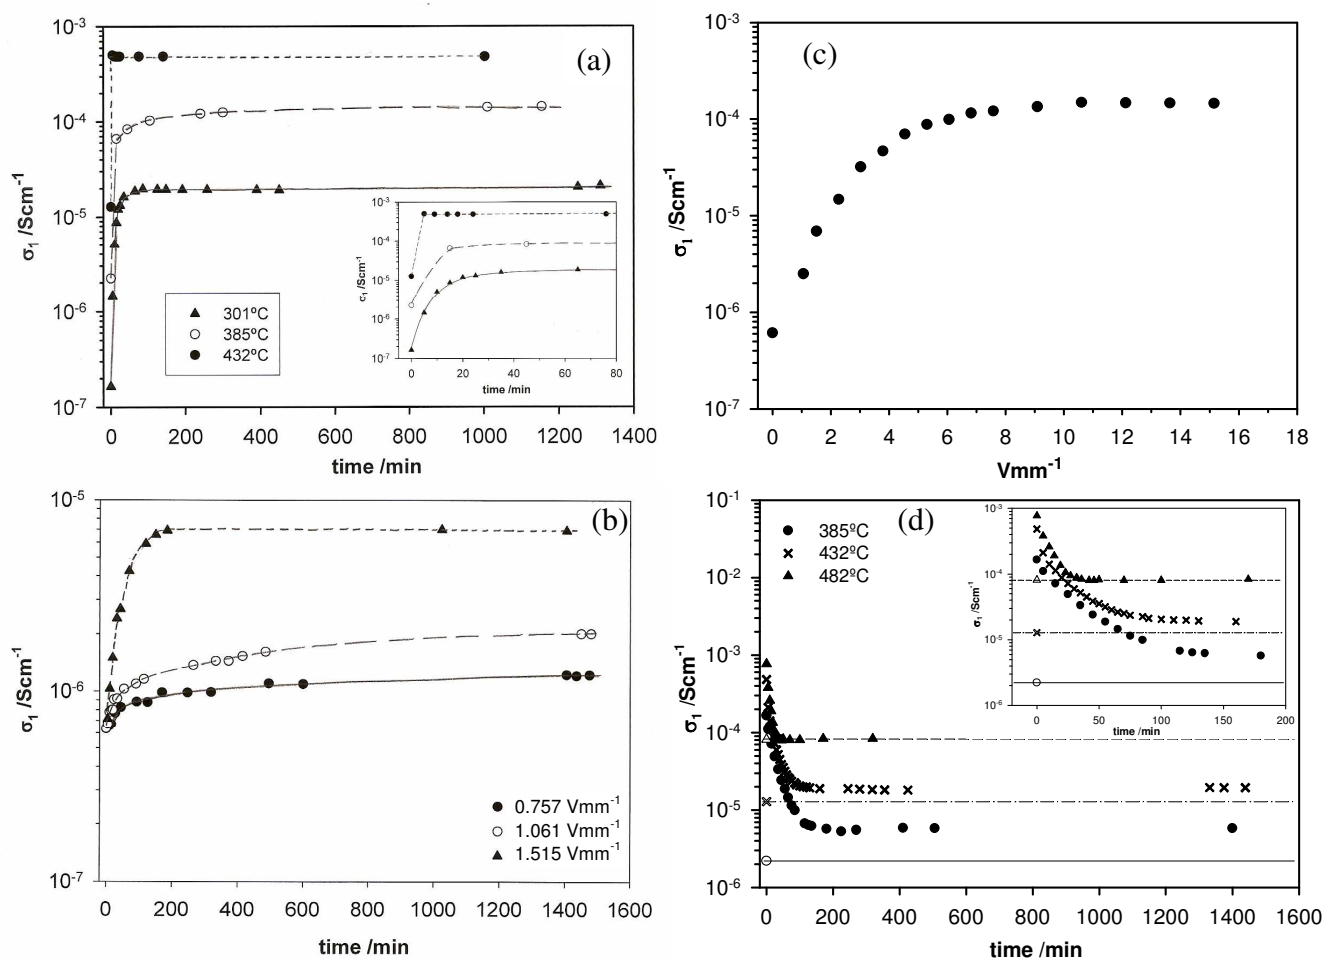 (a)
10-3
10-4
10-5
10-6
10-7
σ1 /Scm-1
301ºC
385ºC
432ºC
10-3
10-4
10-5
10-6
10-7
σ1 /Scm-1
0 20 40 60 80
time /min
0 200 400 600 800 1000 1200 1400
time /min
(c)
10-3
10-4
10-5
10-6
10-7
σ1 /Scm-1
0 2 4 6 8 10 12 14 16 18
Vmm-1
(b)
10-5
10-6
10-7
σ1 /Scm-1
0.757 Vmm-1
1.061 Vmm-1
1.515 Vmm-1
0 200 400 600 800 1000 1200 1400 1600
time /min
(d)
10-1
10-2
10-3
10-4
10-5
10-6
σ1 /Scm-1
385ºC
432ºC
482ºC
10-3
10-4
10-5
10-6
σ1 /Scm-1
0 50 100 150 200
time /min
0 200 400 600 800 1000 1200 1400 1600
time /min